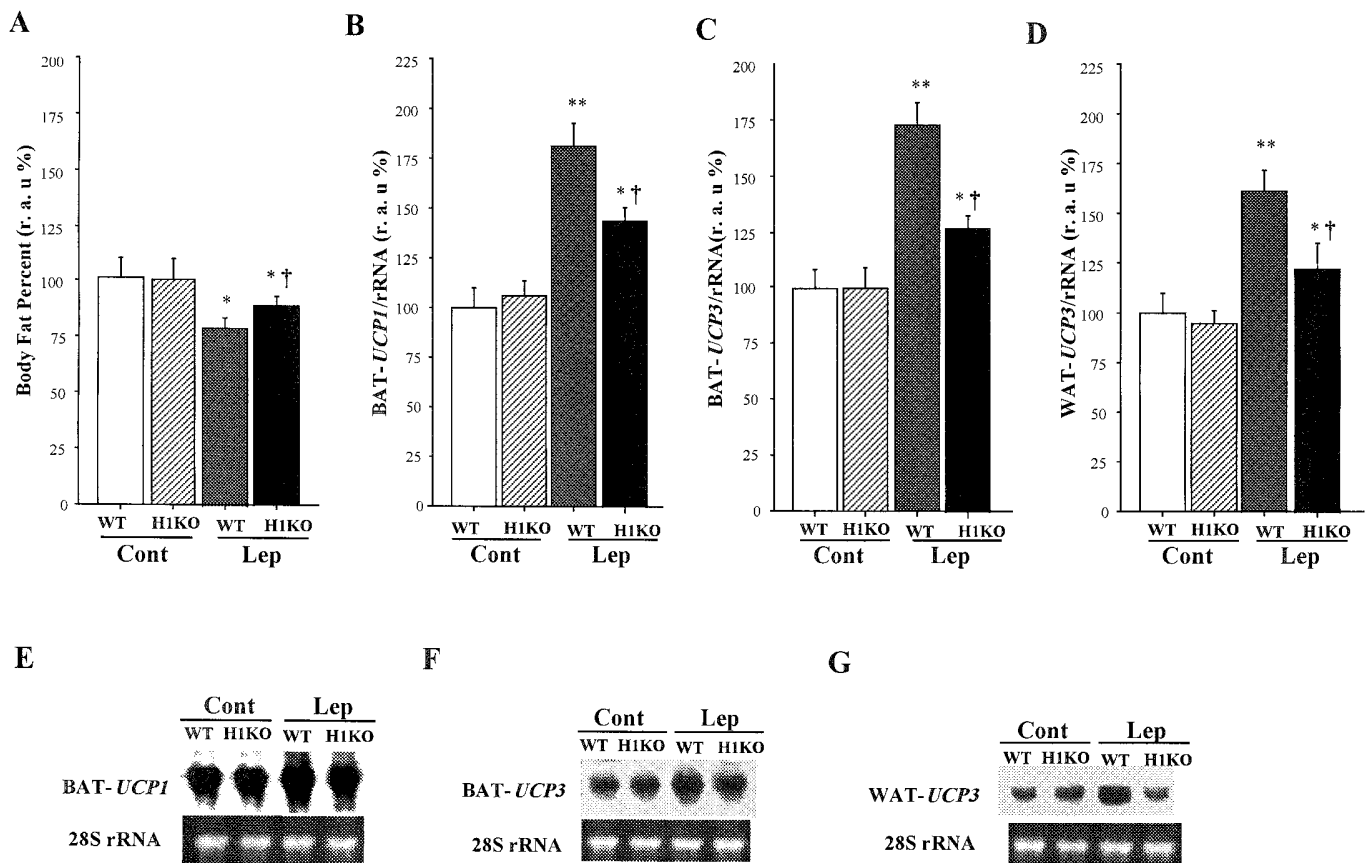 A
Body Fat Percent (r. a. u %)
200
175
150
125
100
75
50
25
0
*
* †
WT H1KO WT H1KO
Cont Lep
B
BAT- UCP1/rRNA (r. a. u %)
225
200
175
150
125
100
75
50
25
0
**
* †
WT H1KO WT H1KO
Cont Lep
C
BAT- UCP3/rRNA(r. a. u %)
200
175
150
125
100
75
50
25
0
**
* †
WT H1KO WT H1KO
Cont Lep
D
WAT- UCP3/rRNA (r. a. u %)
225
200
175
150
125
100
75
50
25
0
**
* †
WT H1KO WT H1KO
Cont Lep
E
Cont Lep
WT H1KO WT H1KO
BAT- UCP1
28S rRNA
F
Cont Lep
WT H1KO WT H1KO
BAT- UCP3
28S rRNA
G
Cont Lep
WT H1KO WT H1KO
WAT-UCP3
28S rRNA